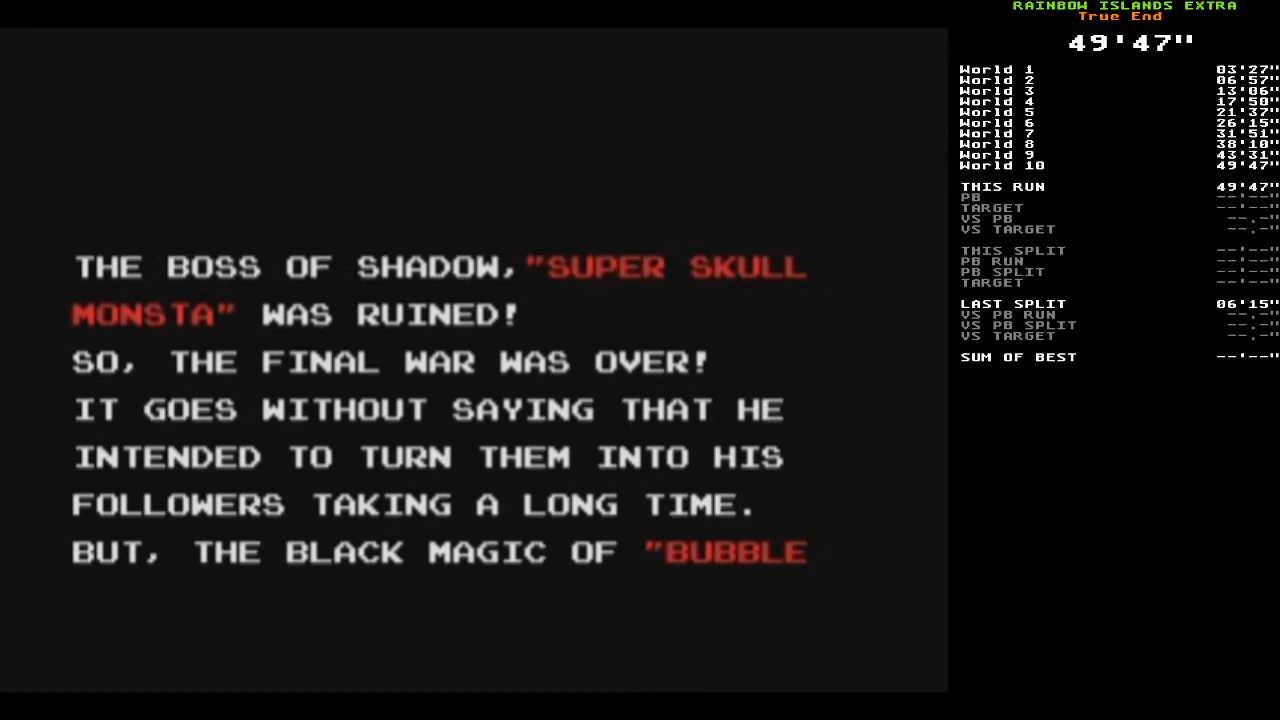 RAINBOW ISLANDS EXTRA
True End
49'47"
World 1 03'27"
World 2 06'57"
World 3 13'06"
World 4 17'50"
World 5 21'37"
World 6 26'15"
World 7 31'51"
World 8 38'10"
World 9 43'31"
World 10 49'47"
THIS RUN 49'47"
PB --'--"
TARGET --'--"
VS PB --.-"
VS TARGET --.-"
THIS SPLIT --'--"
PB RUN --'--"
PB SPLIT --'--"
TARGET --'--"
LAST SPLIT 06'15"
VS PB RUN --.-"
VS PB SPLIT --.-"
VS TARGET --.-"
SUM OF BEST --'--"
THE BOSS OF SHADOW,"SUPER SKULL
MONSTA" WAS RUINED!
SO, THE FINAL WAR WAS OVER!
IT GOES WITHOUT SAYING THAT HE
INTENDED TO TURN THEM INTO HIS
FOLLOWERS TAKING A LONG TIME.
BUT, THE BLACK MAGIC OF "BUBBLE